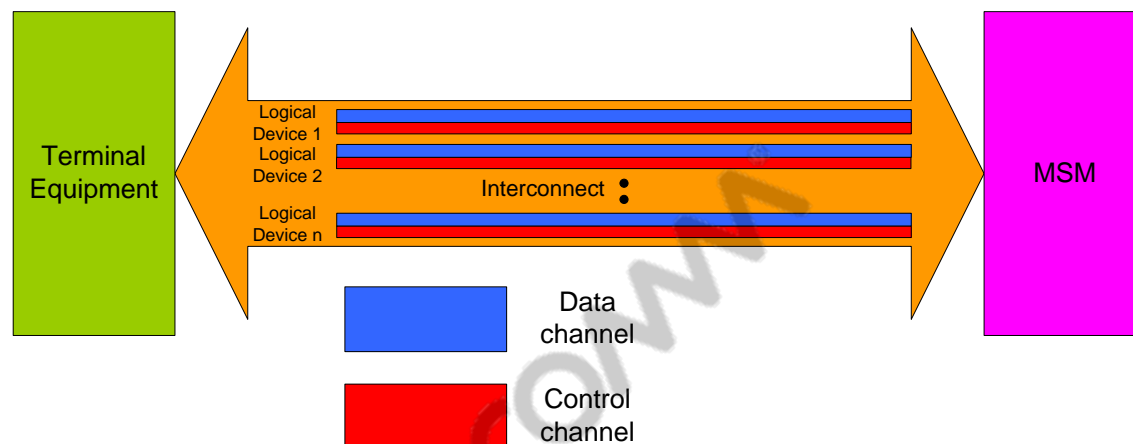 Logical
Device 1
Logical
Device 2
Terminal
Equipment
Interconnect
MSM
Logical
Device n
Data
channel
Control
channel